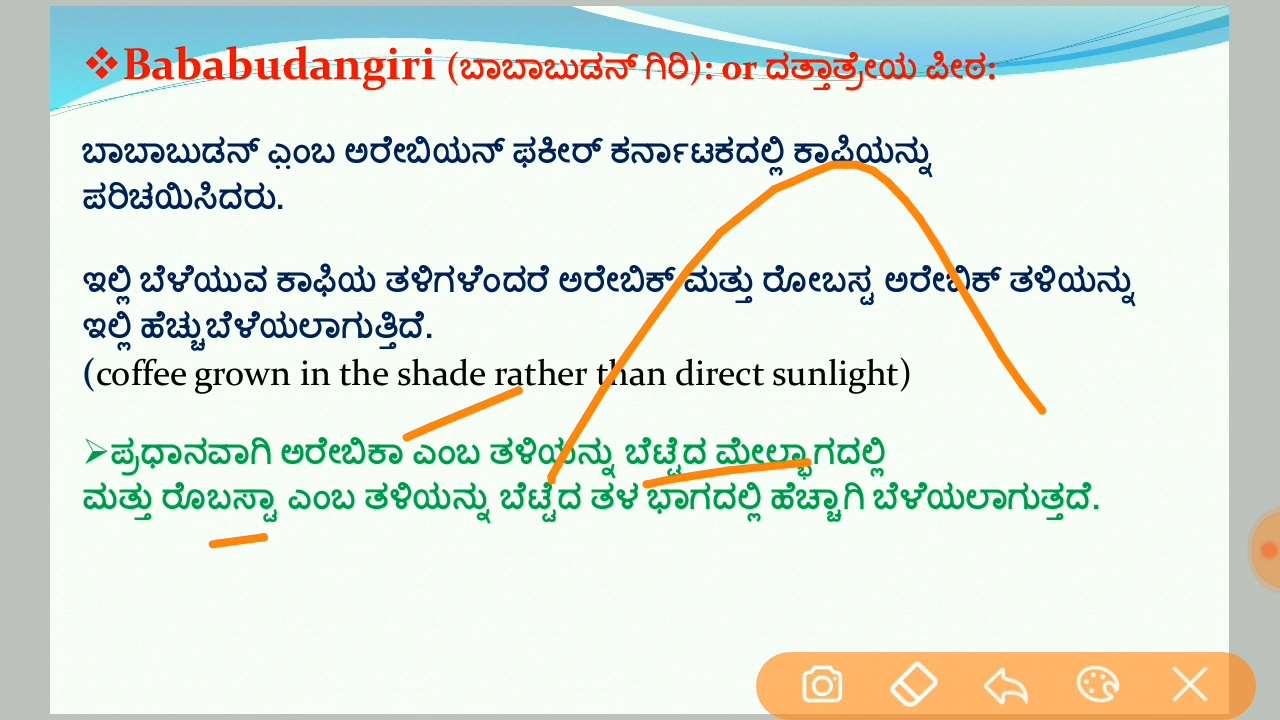 ❖Bababudangiri (ಬಾಬಾಬುಡನ್ ಗಿರಿ): or ದತ್ತಾತ್ರೇಯ ಪೀಠ:
ಬಾಬಾಬುಡನ್ ಎಂಬ ಅರೇಬಿಯನ್ ಫಕೀರ್ ಕರ್ನಾಟಕದಲ್ಲಿ ಕಾಫಿಯನ್ನು
ಪರಿಚಯಿಸಿದರು.
ಇಲ್ಲಿ ಬೆಳೆಯುವ ಕಾಫಿಯ ತಳಿಗಳೆಂದರೆ ಅರೇಬಿಕ್ ಮತ್ತು ರೋಬಸ್ಟ ಅರೇಬಿಕ್ ತಳಿಯನ್ನು
ಇಲ್ಲಿ ಹೆಚ್ಚುಬೆಳೆಯಲಾಗುತ್ತಿದೆ.
(coffee grown in the shade rather than direct sunlight)
➢ಪ್ರಧಾನವಾಗಿ ಅರೇಬಿಕಾ ಎಂಬ ತಳಿಯನ್ನು ಬೆಟ್ಟೆದ ಮೇಲ್ಭಾಗದಲ್ಲಿ
ಮತ್ತು ರೊಬಸ್ಟಾ ಎಂಬ ತಳಿಯನ್ನು ಬೆಟ್ಟೆದ ತಳ ಭಾಗದಲ್ಲಿ ಹೆಚ್ಚಾಗಿ ಬೆಳೆಯಲಾಗುತ್ತದೆ.